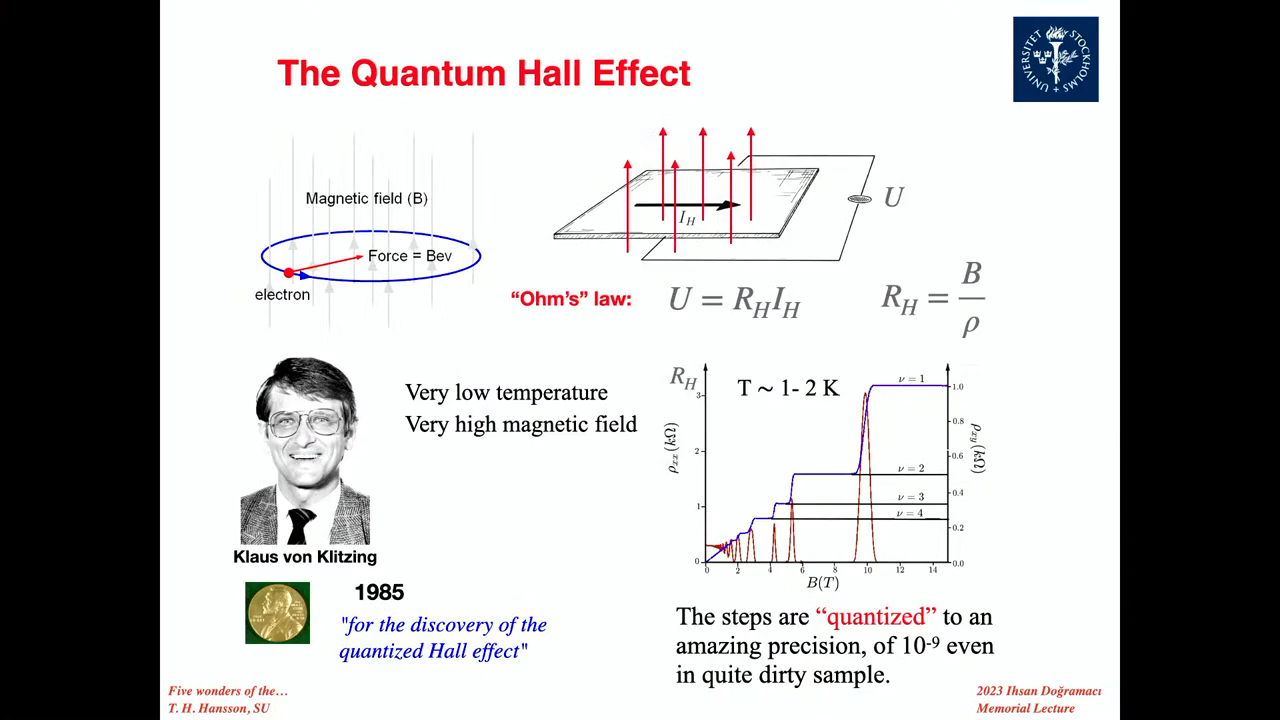 The Quantum Hall Effect
STOCKHOLMS UNIVERSITET
Magnetic field (B)
Force = Bev
electron
I_H
U
“Ohm’s” law:
U = R_H I_H
R_H = B/ρ
Klaus von Klitzing
1985
"for the discovery of the
quantized Hall effect"
Very low temperature
Very high magnetic field
R_H
T ~ 1- 2 K
ν = 1
ν = 2
ν = 3
ν = 4
ρxx (kΩ)
3
2
1
0
ρxy (kΩ)
1.0
0.8
0.6
0.4
0.2
0.0
0 2 4 6 8 10 12 14
B(T)
The steps are “quantized” to an
amazing precision, of 10⁻⁹ even
in quite dirty sample.
Five wonders of the…
T. H. Hansson, SU
2023 Ihsan Doğramacı
Memorial Lecture